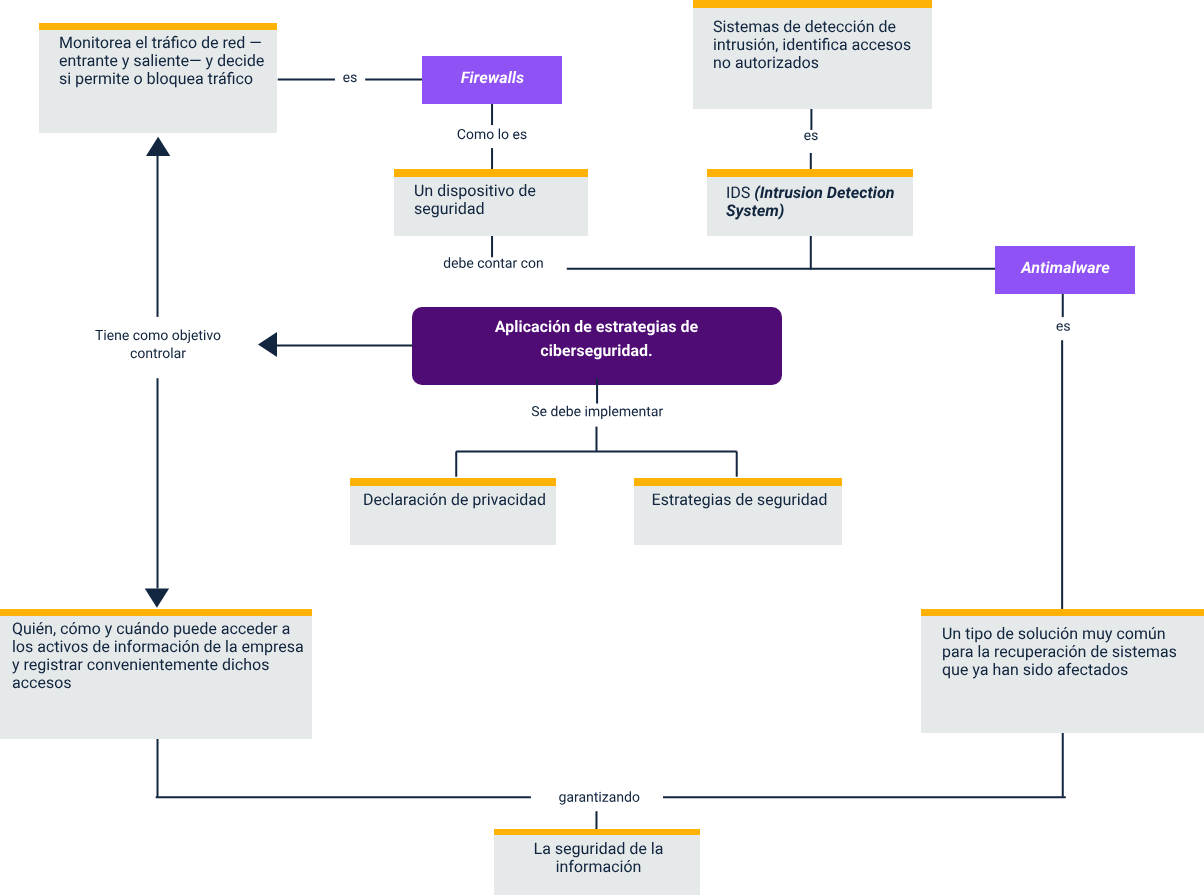 Monitorea el tráfico de red —
entrante y saliente— y decide
si permite o bloquea tráfico
es
Firewalls
Sistemas de detección de
intrusión, identifica accesos
no autorizados
Como lo es
es
Un dispositivo de
seguridad
IDS (Intrusion Detection
System)
debe contar con
Antimalware
es
Tiene como objetivo
controlar
Aplicación de estrategias de
ciberseguridad.
Se debe implementar
Declaración de privacidad
Estrategias de seguridad
Quién, cómo y cuándo puede acceder a
los activos de información de la empresa
y registrar convenientemente dichos
accesos
Un tipo de solución muy común
para la recuperación de sistemas
que ya han sido afectados
garantizando
La seguridad de la
información